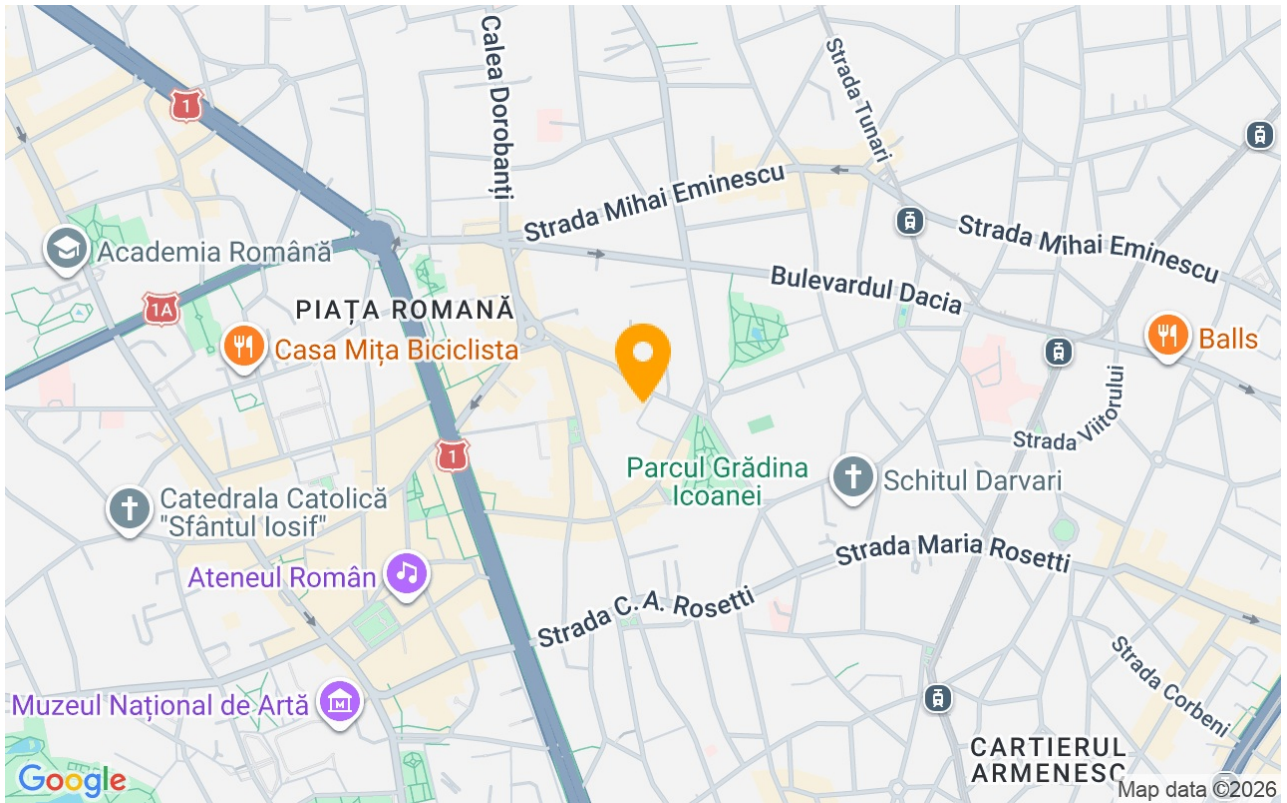 Calea Dorobanți
Strada Tunari
1
Strada Mihai Eminescu
Strada Mihai Eminescu
Academia Română
Bulevardul Dacia
1A
PIAȚA ROMANĂ
Casa Mița Biciclista
Balls
Strada Viitorului
1
Parcul Grădina
Icoanei
Schitul Darvari
Catedrala Catolică
"Sfântul Iosif"
Strada Maria Rosetti
Ateneul Român
Strada C. A. Rosetti
Strada Corbeni
Muzeul Național de Artă
M
CARTIERUL
ARMENESC
Google
Map data ©2026